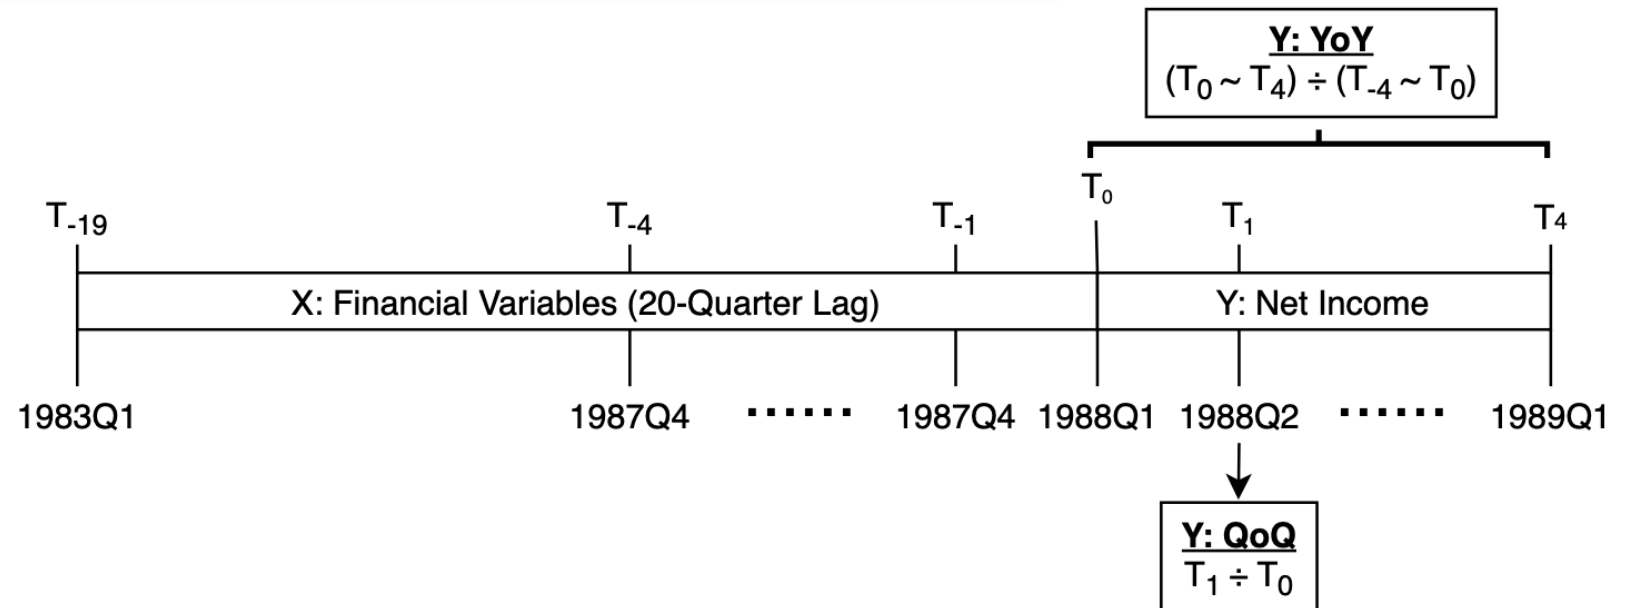 Y: YoY
(T₀ ~ T₄) ÷ (T₋₄ ~ T₀)
T₀
T₋₁₉ T₋₄ T₋₁ T₁ T4
X: Financial Variables (20-Quarter Lag) Y: Net Income
1983Q1 1987Q4 ······ 1987Q4 1988Q1 1988Q2 ······ 1989Q1
Y: QoQ
T₁ ÷ T₀